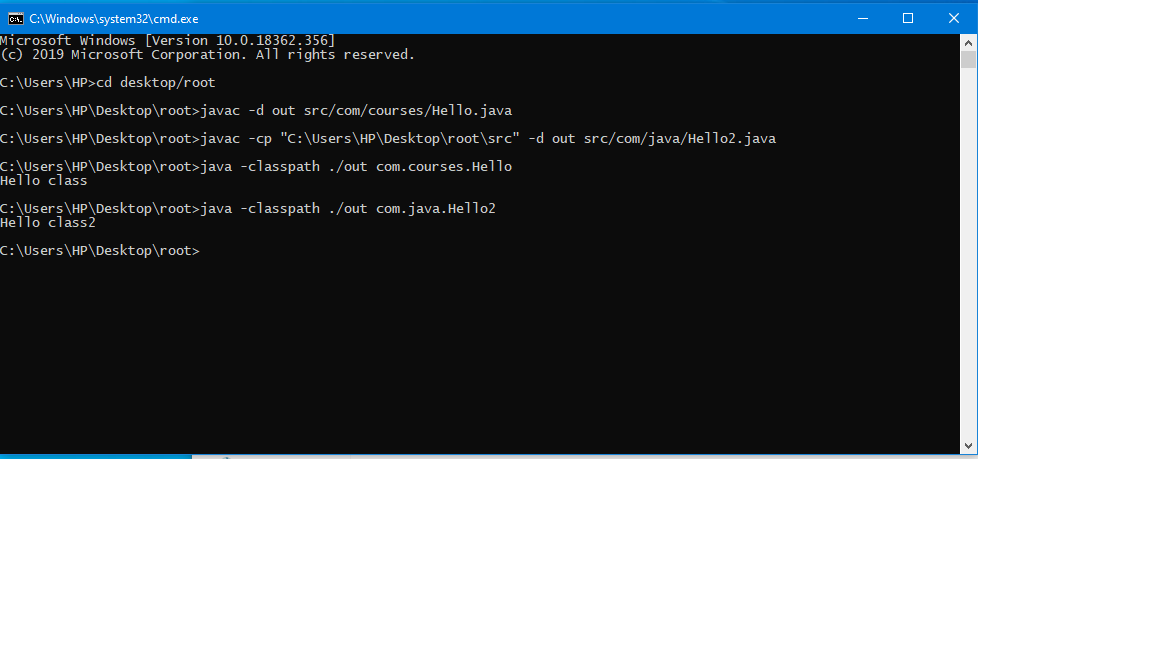 C:\Windows\system32\cmd.exe
Microsoft Windows [Version 10.0.18362.356]
(c) 2019 Microsoft Corporation. All rights reserved.
C:\Users\HP>cd desktop/root
C:\Users\HP\Desktop\root>javac -d out src/com/courses/Hello.java
C:\Users\HP\Desktop\root>javac -cp "C:\Users\HP\Desktop\root\src" -d out src/com/java/Hello2.java
C:\Users\HP\Desktop\root>java -classpath ./out com.courses.Hello
Hello class
C:\Users\HP\Desktop\root>java -classpath ./out com.java.Hello2
Hello class2
C:\Users\HP\Desktop\root>